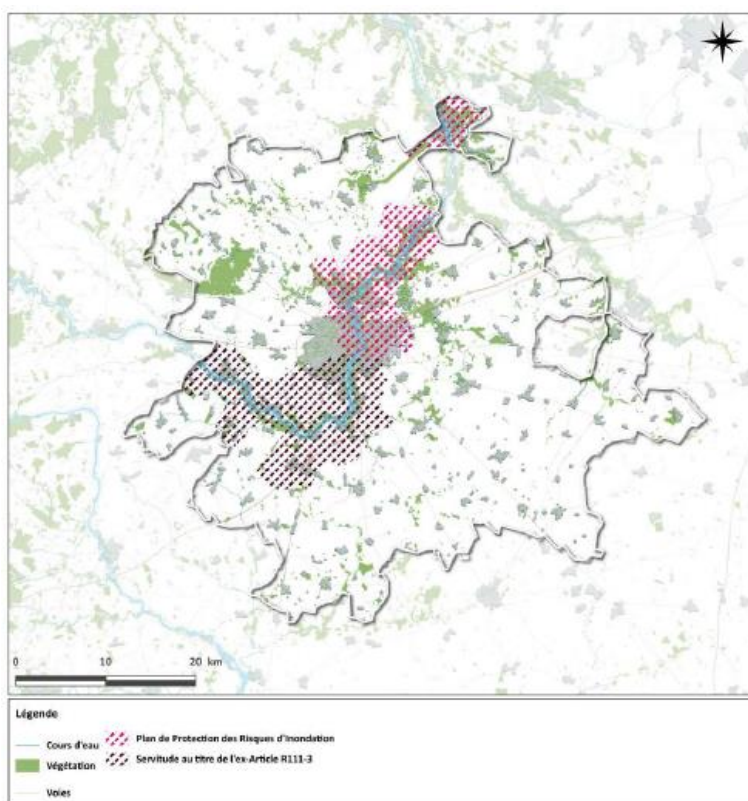 0 10 20 km
Légende
Cours d'eau
Plan de Protection des Risques d'Inondation
Végétation
Servitude au titre de l'ex-Article R111-3
Voies